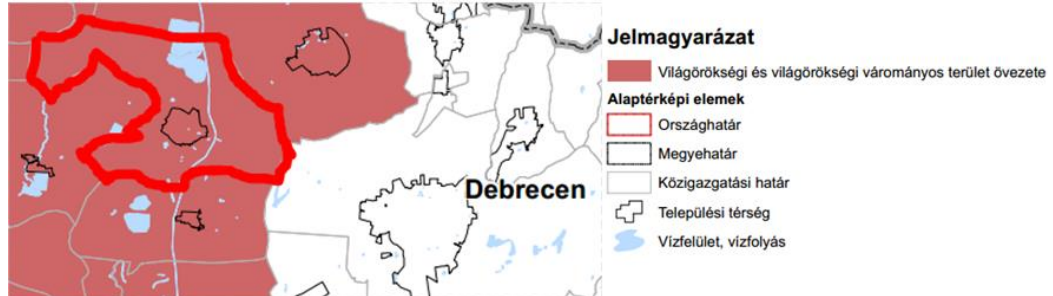 Debrecen
Jelmagyarázat
Világörökségi és világörökségi várományos terület övezete
Alaptérképi elemek
Országhatár
Megyehatár
Közigazgatási határ
Települési térség
Vízfelület, vízfolyás